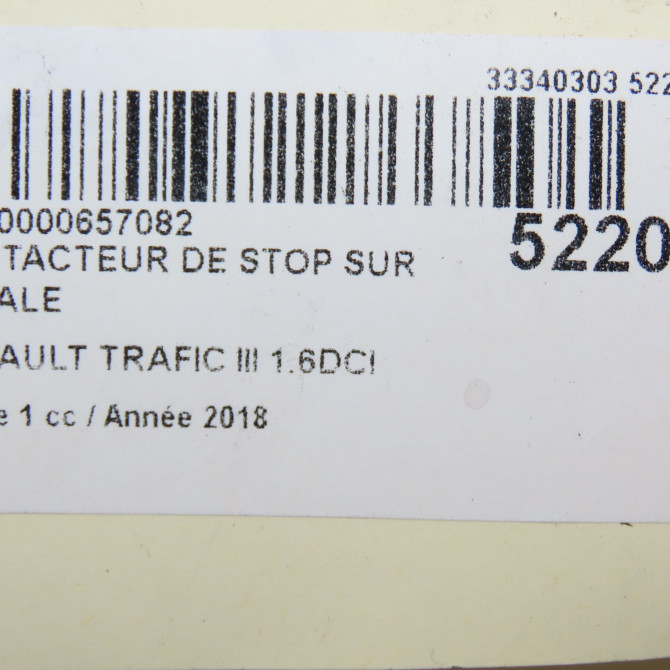 33340303 522
0000657082
5220
TACTEUR DE STOP SUR
ALE
AULT TRAFIC III 1.6DCI
e 1 cc / Année 2018